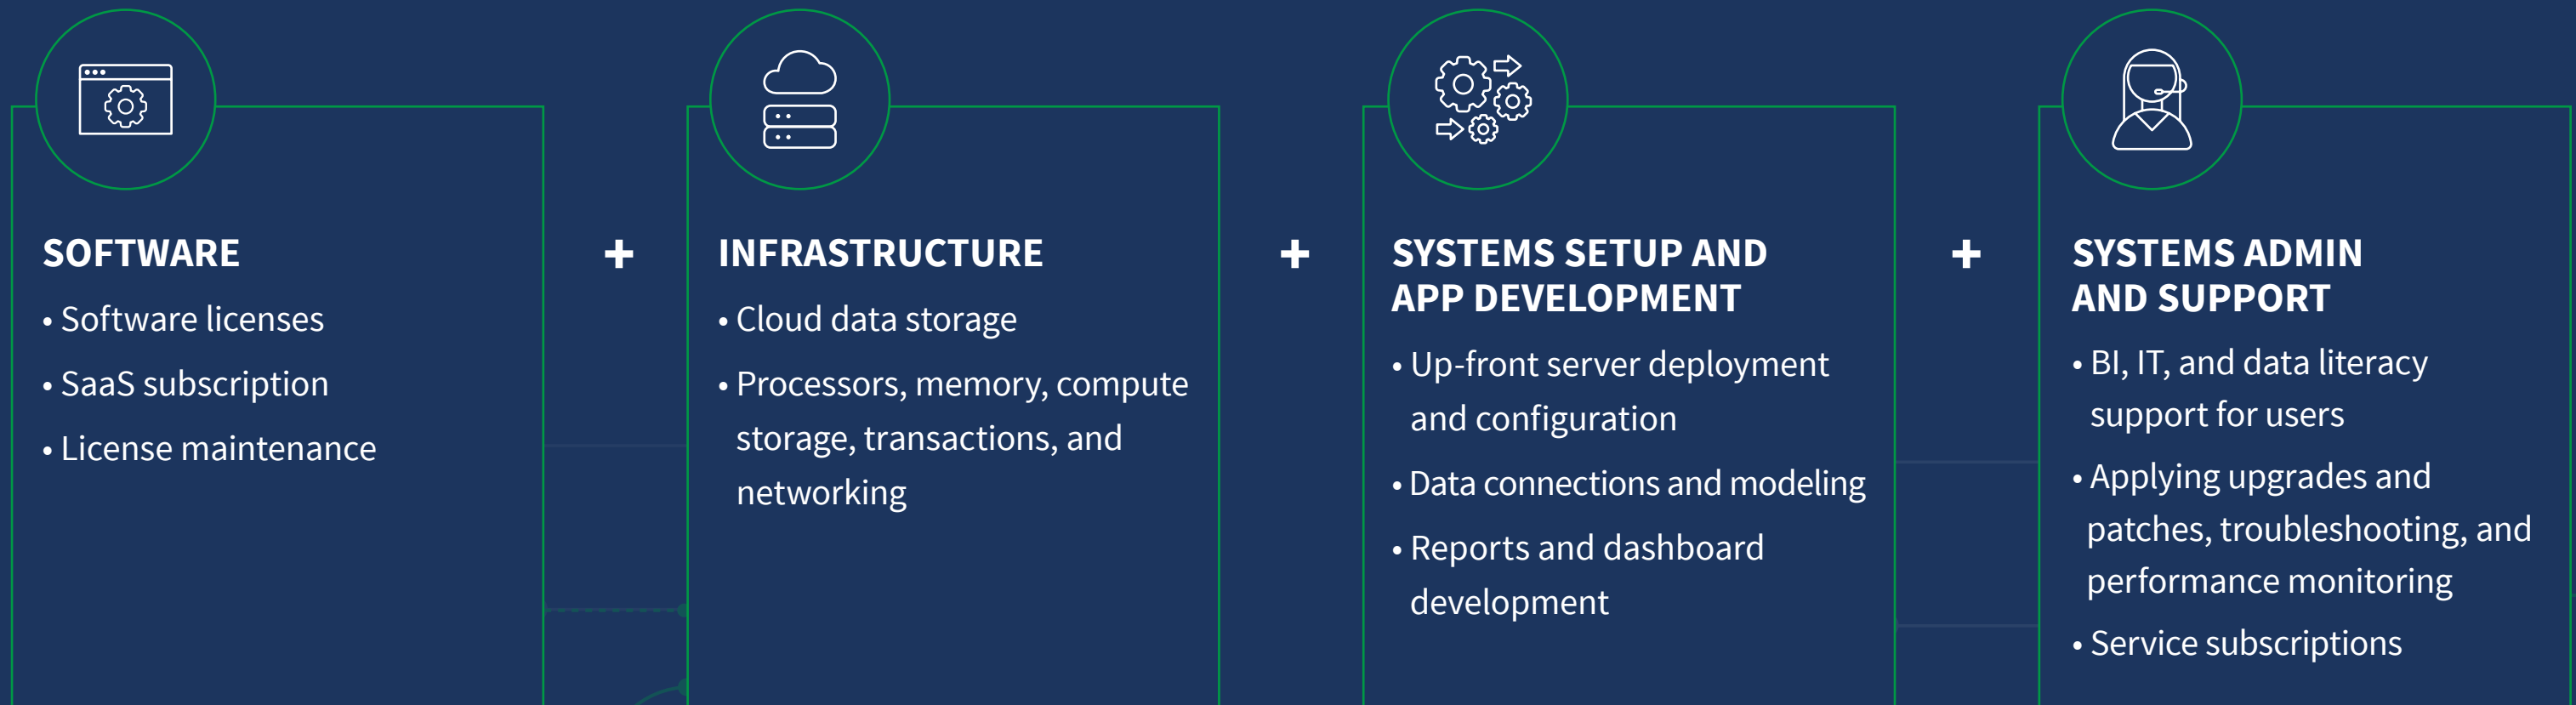 SOFTWARE
• Software licenses
• SaaS subscription
• License maintenance
+
INFRASTRUCTURE
• Cloud data storage
• Processors, memory, compute
storage, transactions, and
networking
+
SYSTEMS SETUP AND
APP DEVELOPMENT
• Up-front server deployment
and configuration
• Data connections and modeling
• Reports and dashboard
development
+
SYSTEMS ADMIN
AND SUPPORT
• BI, IT, and data literacy
support for users
• Applying upgrades and
patches, troubleshooting, and
performance monitoring
• Service subscriptions